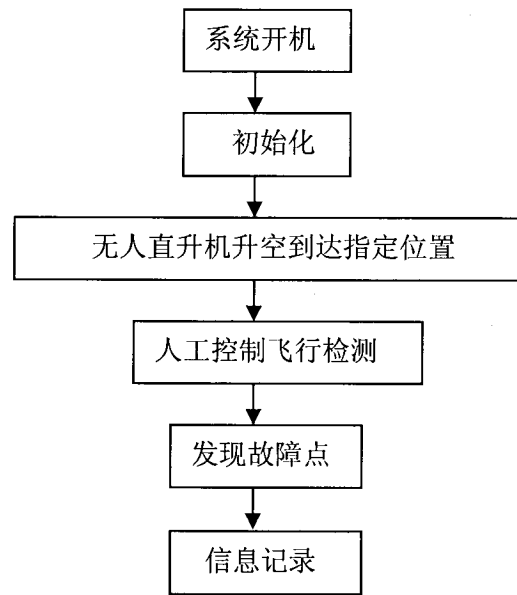 系统开机
初始化
无人直升机升空到达指定位置
人工控制飞行检测
发现故障点
信息记录